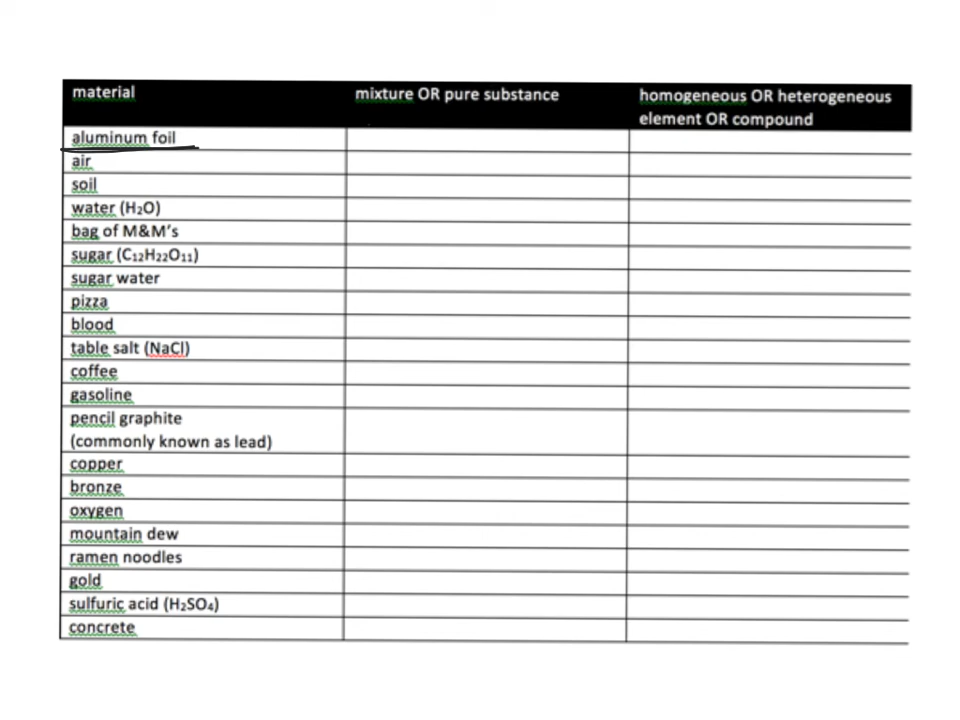 material mixture OR pure substance homogeneous OR heterogeneous
element OR compound
aluminum foil
air
soil
water (H₂O)
bag of M&M's
sugar (C₁₂H₂₂O₁₁)
sugar water
pizza
blood
table salt (NaCl)
coffee
gasoline
pencil graphite
(commonly known as lead)
copper
bronze
oxygen
mountain dew
ramen noodles
gold
sulfuric acid (H₂SO₄)
concrete